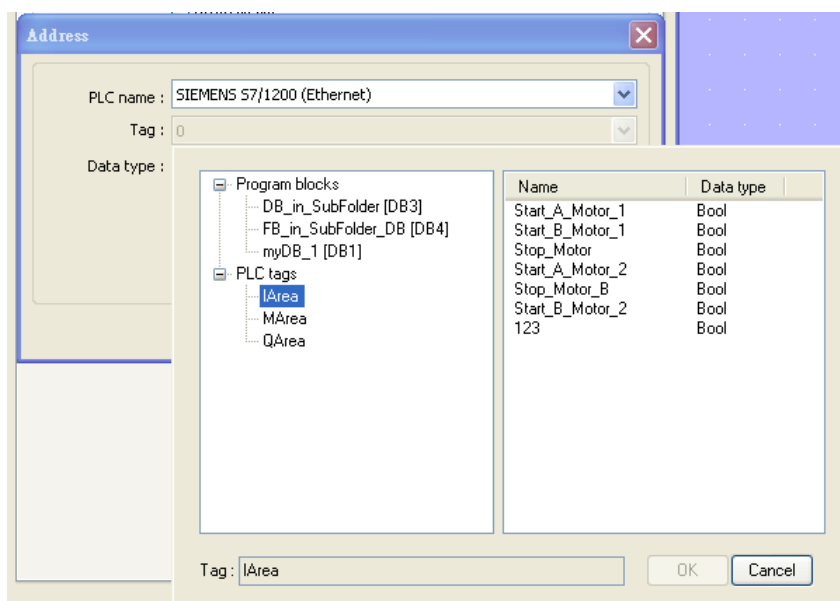 Address
PLC name : SIEMENS S7/1200 (Ethernet)
Tag : 0
Data type :
Program blocks
DB_in_SubFolder [DB3]
FB_in_SubFolder_DB [DB4]
myDB_1 [DB1]
PLC tags
IArea
MArea
QArea
Name Data type
Start_A_Motor_1 Bool
Start_B_Motor_1 Bool
Stop_Motor Bool
Start_A_Motor_2 Bool
Stop_Motor_B Bool
Start_B_Motor_2 Bool
123 Bool
Tag : IArea
OK Cancel